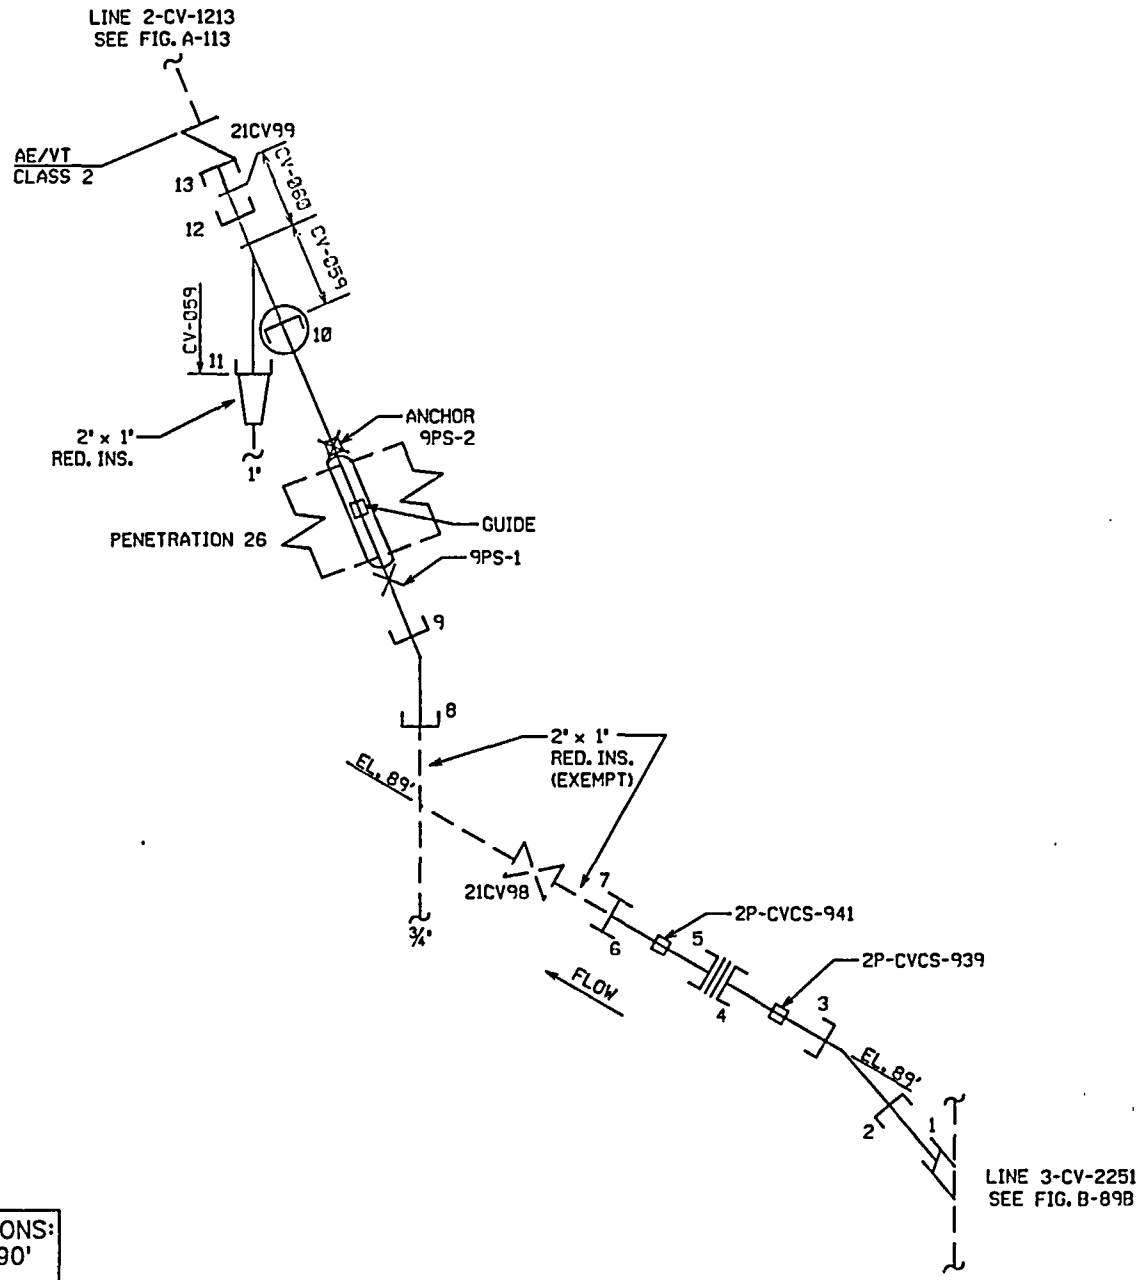 LINE 2-CV-1213
SEE FIG. A-113
21CV99
AE/VT
CLASS 2
13
CV-060
12
CV-059
CV-059
10
11
ANCHOR
9PS-2
2" x 1"
RED. INS.
1"
GUIDE
PENETRATION 26
9PS-1
9
8
2" x 1"
RED. INS.
(EXEMPT)
EL. 89'
7
21CV98
6
2P-CVCS-941
3/4"
5
2P-CVCS-939
FLOW
4
3
EL. 89'
2
1
LINE 3-CV-2251
SEE FIG. B-89B
ONS:
90'